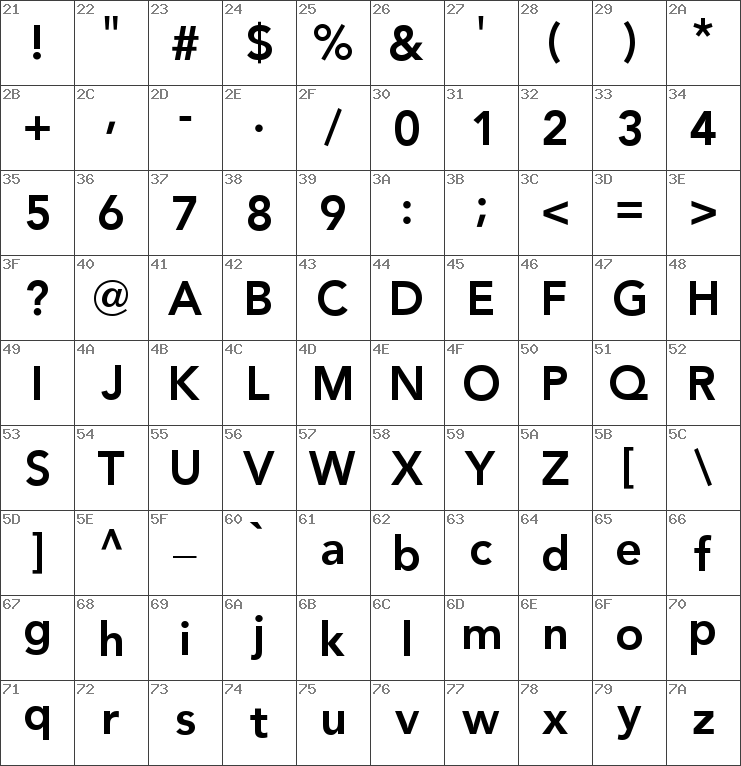 21 22 23 24 25 26 27 28 29 2A
! " # $ % & ' ( ) *
2B 2C 2D 2E 2F 30 31 32 33 34
+ , - . / 0 1 2 3 4
35 36 37 38 39 3A 3B 3C 3D 3E
5 6 7 8 9 : ; < = >
3F 40 41 42 43 44 45 46 47 48
? @ A B C D E F G H
49 4A 4B 4C 4D 4E 4F 50 51 52
I J K L M N O P Q R
53 54 55 56 57 58 59 5A 5B 5C
S T U V W X Y Z [ \
5D 5E 5F 60 61 62 63 64 65 66
] ^ _ ` a b c d e f
67 68 69 6A 6B 6C 6D 6E 6F 70
g h i j k l m n o p
71 72 73 74 75 76 77 78 79 7A
q r s t u v w x y z